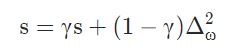 s = γs + (1 − γ)Δ²_ω